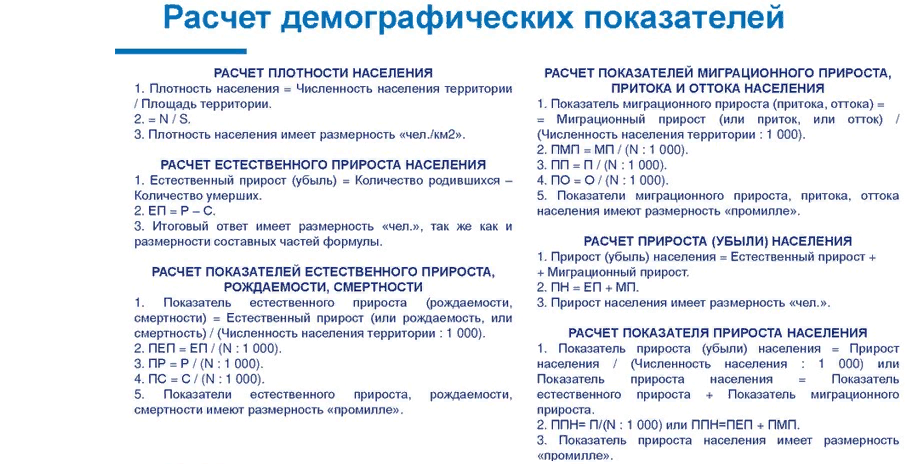 Расчет демографических показателей
РАСЧЕТ ПЛОТНОСТИ НАСЕЛЕНИЯ
1. Плотность населения = Численность населения территории
/ Площадь территории.
2. = N / S.
3. Плотность населения имеет размерность «чел./км2».
РАСЧЕТ ЕСТЕСТВЕННОГО ПРИРОСТА НАСЕЛЕНИЯ
1. Естественный прирост (убыль) = Количество родившихся –
Количество умерших.
2. ЕП = Р – С.
3. Итоговый ответ имеет размерность «чел.», так же как и
размерности составных частей формулы.
РАСЧЕТ ПОКАЗАТЕЛЕЙ ЕСТЕСТВЕННОГО ПРИРОСТА,
РОЖДАЕМОСТИ, СМЕРТНОСТИ
1. Показатель естественного прироста (рождаемости,
смертности) = Естественный прирост (или рождаемость, или
смертность) / (Численность населения территории : 1 000).
2. ПЕП = ЕП / (N : 1 000).
3. ПР = Р / (N : 1 000).
4. ПС = С / (N : 1 000).
5. Показатели естественного прироста, рождаемости,
смертности имеют размерность «промилле».
РАСЧЕТ ПОКАЗАТЕЛЕЙ МИГРАЦИОННОГО ПРИРОСТА,
ПРИТОКА И ОТТОКА НАСЕЛЕНИЯ
1. Показатель миграционного прироста (притока, оттока) =
= Миграционный прирост (или приток, или отток) /
(Численность населения территории : 1 000).
2. ПМП = МП / (N : 1 000).
3. ПП = П / (N : 1 000).
4. ПО = О / (N : 1 000).
5. Показатели миграционного прироста, притока, оттока
населения имеют размерность «промилле».
РАСЧЕТ ПРИРОСТА (УБЫЛИ) НАСЕЛЕНИЯ
1. Прирост (убыль) населения = Естественный прирост +
+ Миграционный прирост.
2. ПН = ЕП + МП.
3. Прирост населения имеет размерность «чел.».
РАСЧЕТ ПОКАЗАТЕЛЯ ПРИРОСТА НАСЕЛЕНИЯ
1. Показатель прироста (убыли) населения = Прирост
населения / (Численность населения : 1 000) или
Показатель прироста населения = Показатель
естественного прироста + Показатель миграционного
прироста.
2. ППН= П/(N : 1 000) или ППН=ПЕП + ПМП.
3. Показатель прироста населения имеет размерность
«промилле».